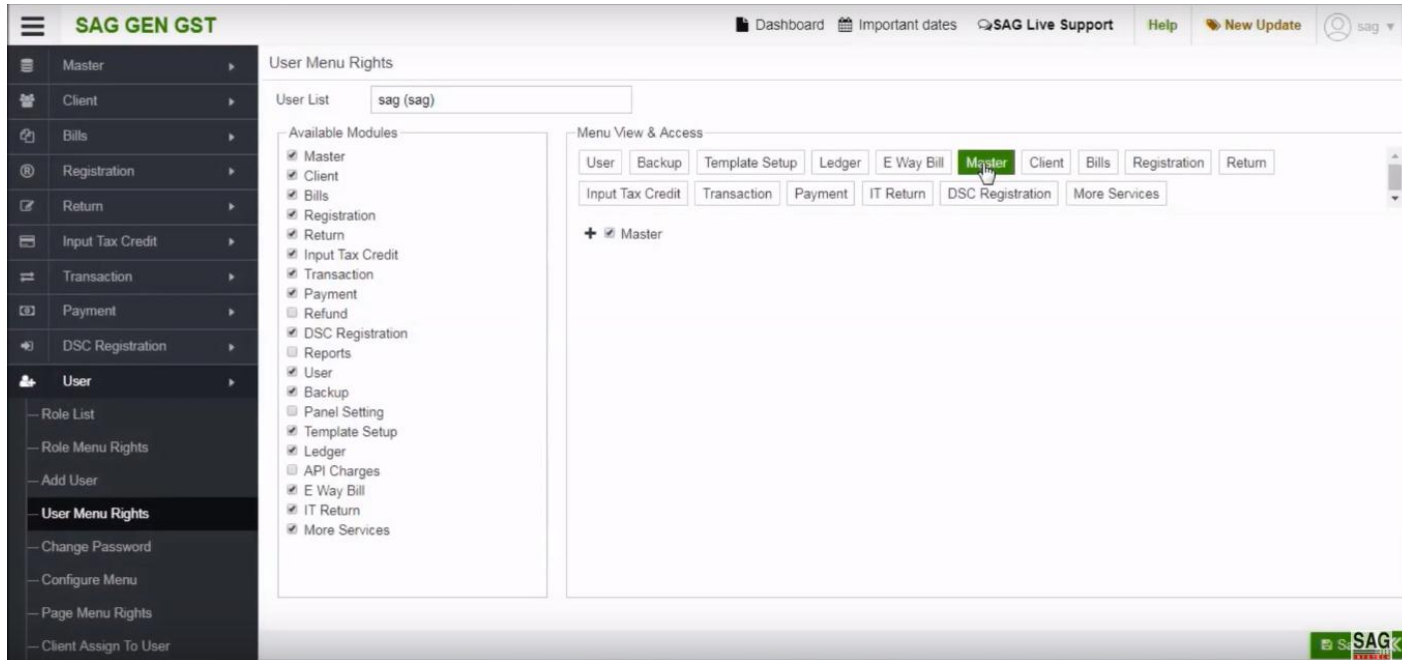 SAG GEN GST
Dashboard Important dates SAG Live Support Help New Update sag
Master
Client
Bills
Registration
Return
Input Tax Credit
Transaction
Payment
DSC Registration
User
Role List
Role Menu Rights
Add User
User Menu Rights
Change Password
Configure Menu
Page Menu Rights
Client Assign To User
User Menu Rights
User List sag (sag)
Available Modules
Master
Client
Bills
Registration
Return
Input Tax Credit
Transaction
Payment
Refund
DSC Registration
Reports
User
Backup
Panel Setting
Template Setup
Ledger
API Charges
E Way Bill
IT Return
More Services
Menu View & Access
User Backup Template Setup Ledger E Way Bill Master Client Bills Registration Return
Input Tax Credit Transaction Payment IT Return DSC Registration More Services
Master
SAG